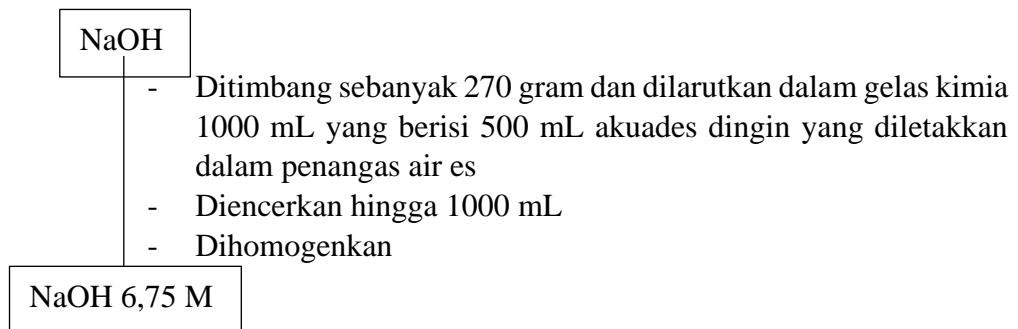 NaOH
- Ditimbang sebanyak 270 gram dan dilarutkan dalam gelas kimia
1000 mL yang berisi 500 mL akuades dingin yang diletakkan
dalam penangas air es
- Diencerkan hingga 1000 mL
- Dihomogenkan
NaOH 6,75 M